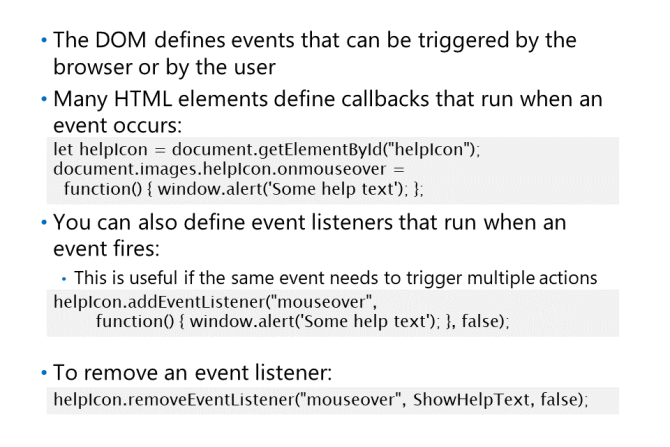 • The DOM defines events that can be triggered by the
browser or by the user
• Many HTML elements define callbacks that run when an
event occurs:
let helpIcon = document.getElementById("helpIcon");
document.images.helpIcon.onmouseover =
function() { window.alert('Some help text'); };
• You can also define event listeners that run when an
event fires:
• This is useful if the same event needs to trigger multiple actions
helpIcon.addEventListener("mouseover",
function() { window.alert('Some help text'); }, false);
• To remove an event listener:
helpIcon.removeEventListener("mouseover", ShowHelpText, false);